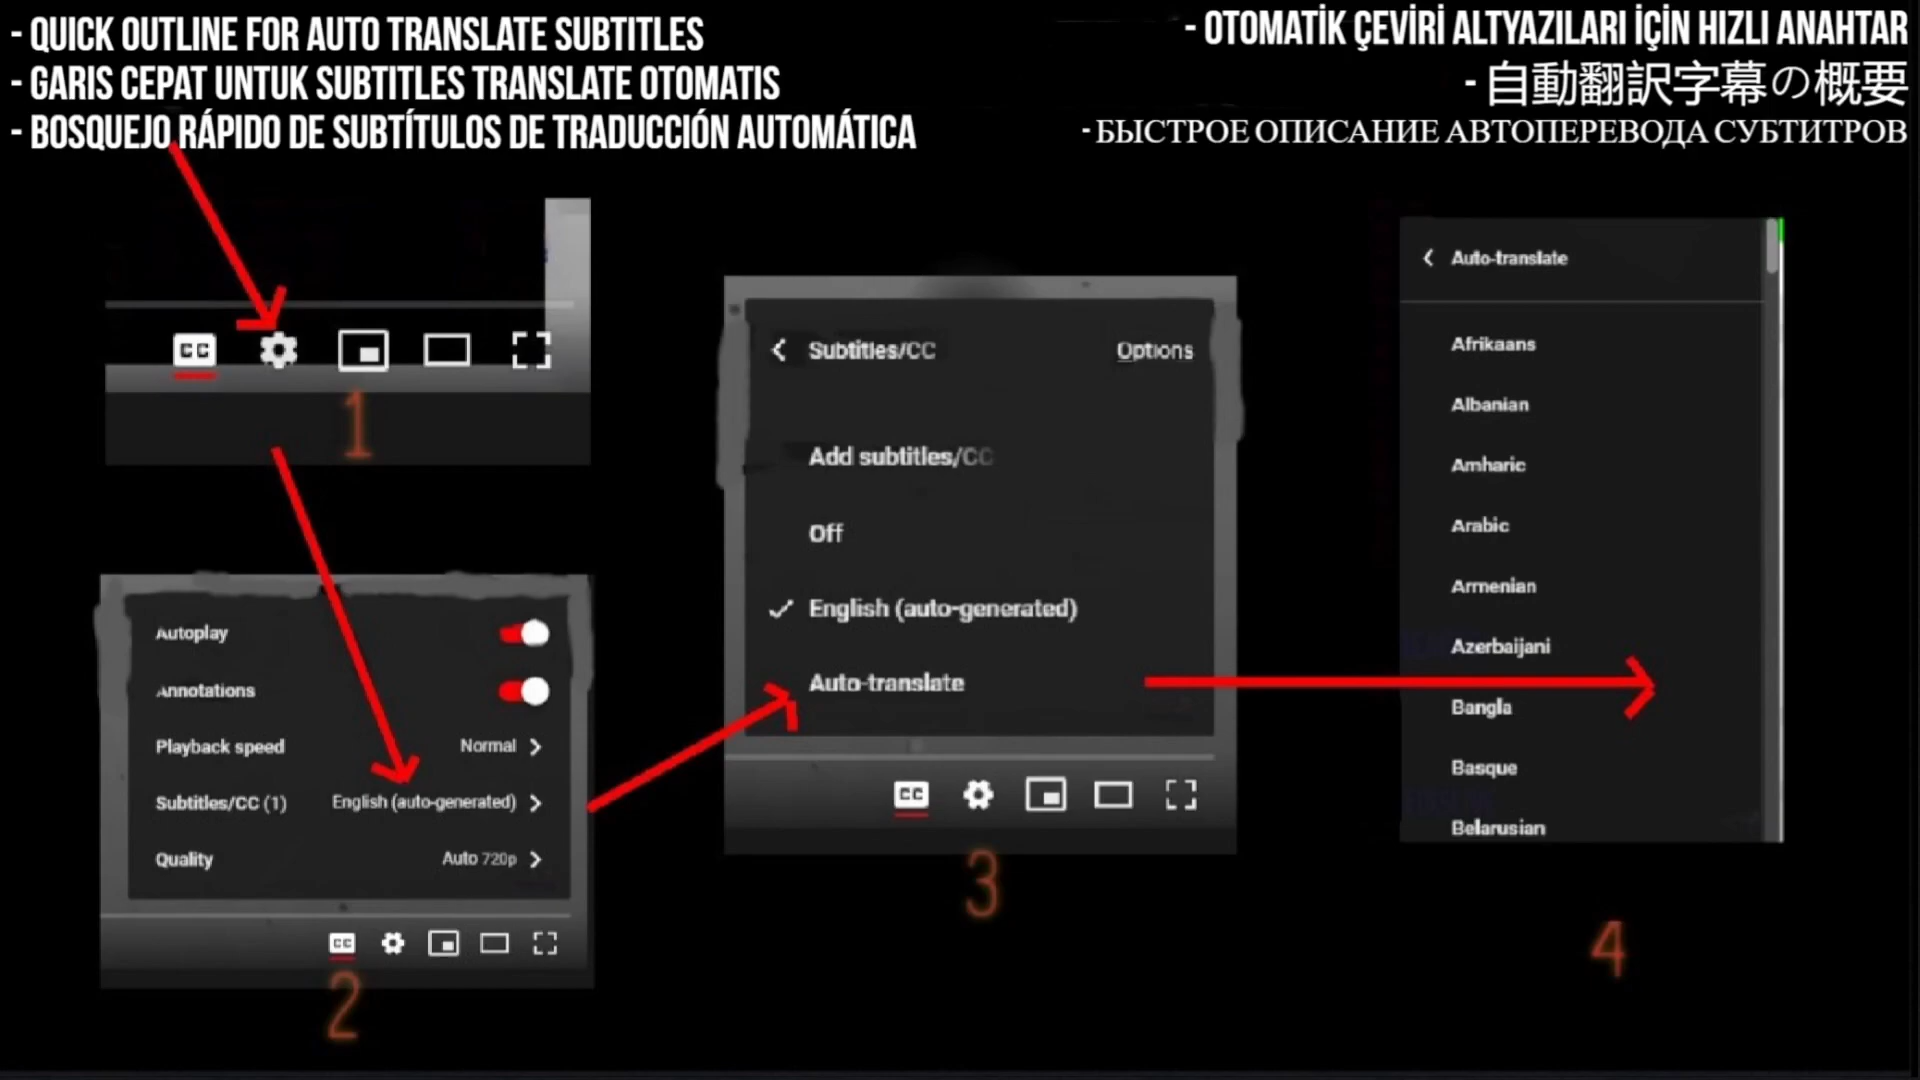 - QUICK OUTLINE FOR AUTO TRANSLATE SUBTITLES
- GARIS CEPAT UNTUK SUBTITLES TRANSLATE OTOMATIS
- BOSQUEJO RÁPIDO DE SUBTÍTULOS DE TRADUCCIÓN AUTOMÁTICA
- OTOMATİK ÇEVİRİ ALTYAZILARI İÇİN HIZLI ANAHTAR
- 自動翻訳字幕の概要
- БЫСТРОЕ ОПИСАНИЕ АВТОПЕРЕВОДА СУБТИТРОВ
CC
1
Autoplay
Annotations
Playback speed Normal
Subtitles/CC (1) English (auto-generated)
Quality Auto 720p
CC
2
Subtitles/CC Options
Add subtitles/CC
Off
English (auto-generated)
Auto-translate
CC
3
Auto-translate
Afrikaans
Albanian
Amharic
Arabic
Armenian
Azerbaijani
Bangla
Basque
Belarusian
4